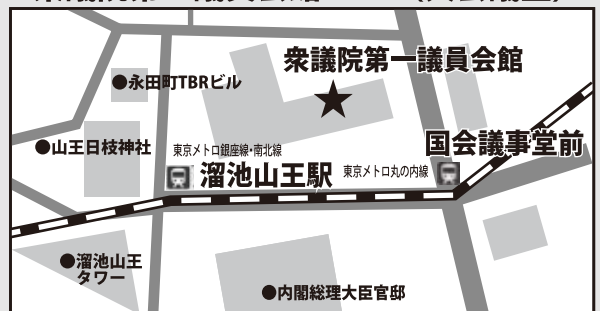 衆議院第一議員会館
●永田町TBRビル
●山王日枝神社
東京メトロ銀座線・南北線
溜池山王駅
東京メトロ丸の内線
国会議事堂前
●溜池山王
タワー
●内閣総理大臣官邸